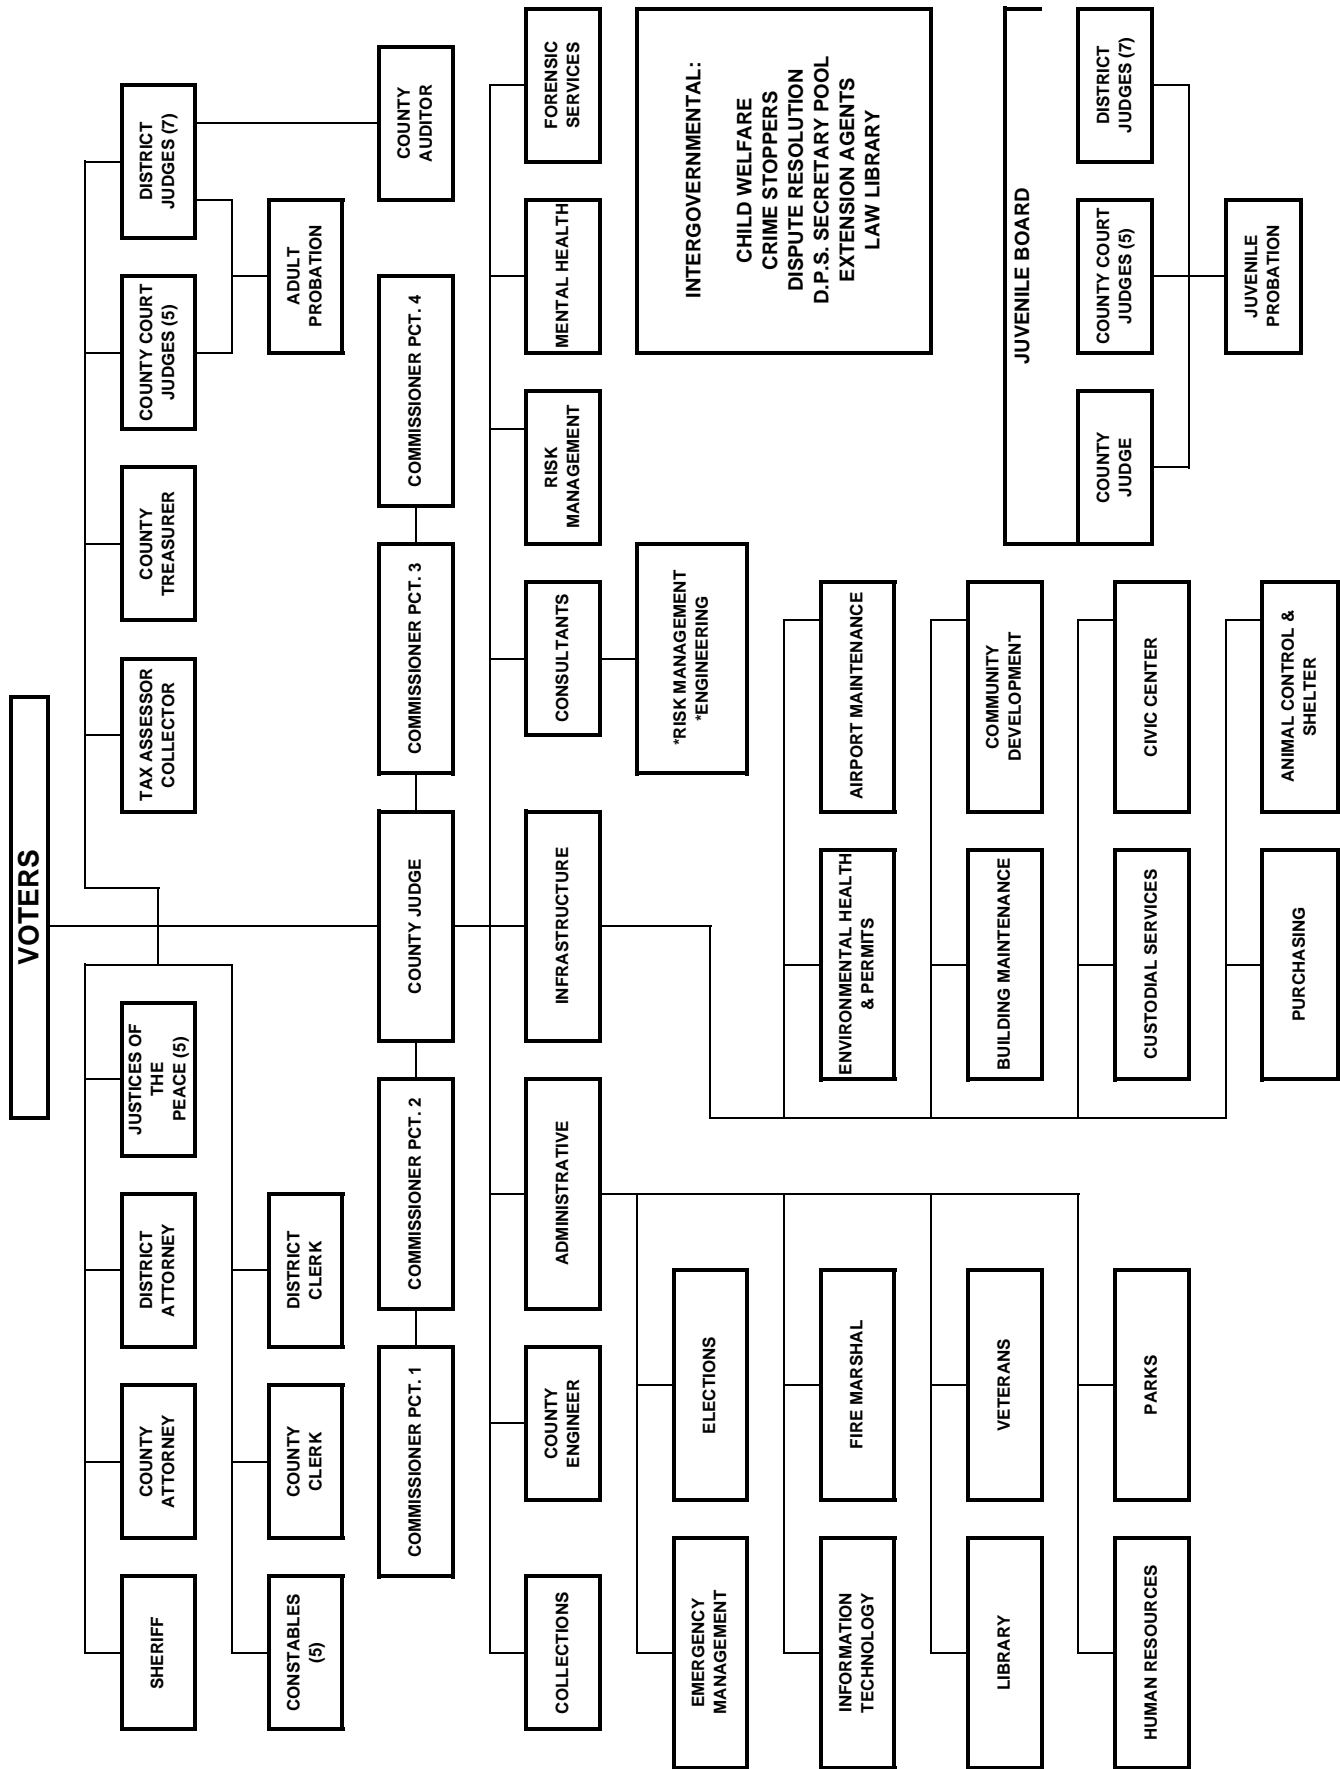 VOTERS
SHERIFF
COUNTY
ATTORNEY
DISTRICT
ATTORNEY
JUSTICES OF
THE
PEACE (5)
TAX ASSESSOR
COLLECTOR
COUNTY
TREASURER
COUNTY COURT
JUDGES (5)
DISTRICT
JUDGES (7)
CONSTABLES
(5)
COUNTY
CLERK
DISTRICT
CLERK
ADULT
PROBATION
COMMISSIONER PCT. 1
COMMISSIONER PCT. 2
COUNTY JUDGE
COMMISSIONER PCT. 3
COMMISSIONER PCT. 4
COUNTY
AUDITOR
COLLECTIONS
COUNTY
ENGINEER
ADMINISTRATIVE
INFRASTRUCTURE
CONSULTANTS
RISK
MANAGEMENT
MENTAL HEALTH
FORENSIC
SERVICES
EMERGENCY
MANAGEMENT
ELECTIONS
*RISK MANAGEMENT
*ENGINEERING
INTERGOVERNMENTAL:
CHILD WELFARE
CRIME STOPPERS
DISPUTE RESOLUTION
D.P.S. SECRETARY POOL
EXTENSION AGENTS
LAW LIBRARY
INFORMATION
TECHNOLOGY
FIRE MARSHAL
ENVIRONMENTAL HEALTH
& PERMITS
AIRPORT MAINTENANCE
LIBRARY
VETERANS
BUILDING MAINTENANCE
COMMUNITY
DEVELOPMENT
JUVENILE BOARD
HUMAN RESOURCES
PARKS
CUSTODIAL SERVICES
CIVIC CENTER
COUNTY
JUDGE
COUNTY COURT
JUDGES (5)
DISTRICT
JUDGES (7)
PURCHASING
ANIMAL CONTROL &
SHELTER
JUVENILE
PROBATION